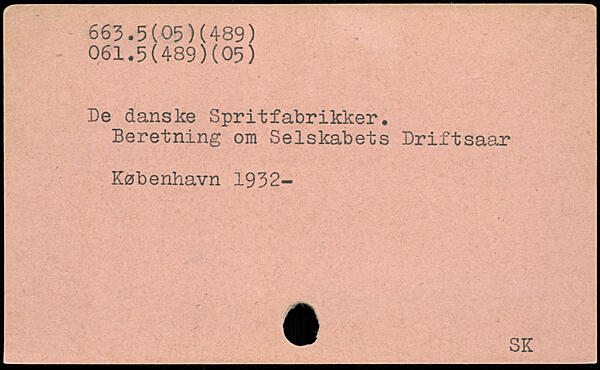 663.5(05)(489)
061.5(489)(05)
De danske Spritfabrikker.
Beretning om Selskabets Driftsaar
København 1932-
SK